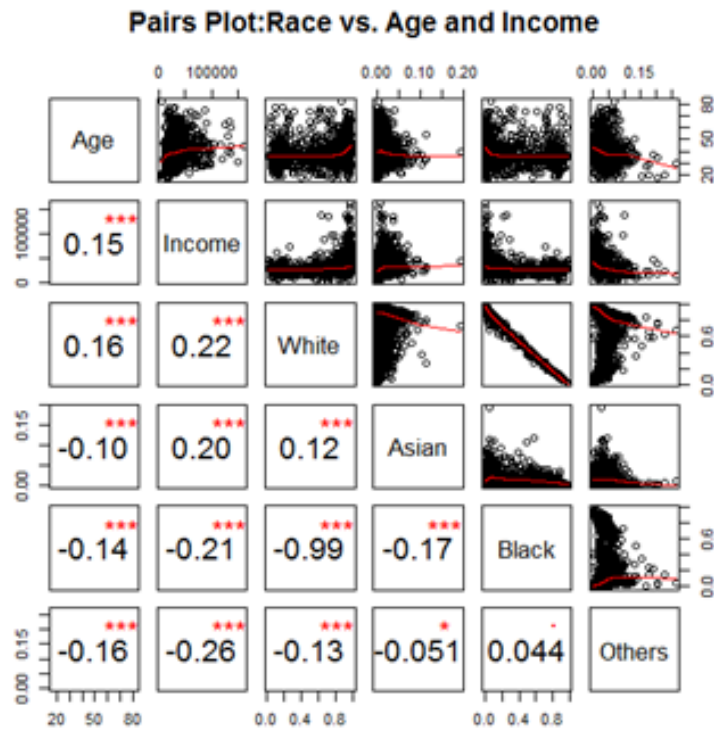 Pairs Plot:Race vs. Age and Income
0 100000 0.00 0.10 0.20 0.00 0.15
Age 20 50 80
0 100000 0.15 *** Income
0.16 *** 0.22 *** White 0.0 0.6
0.00 0.15 -0.10 *** 0.20 *** 0.12 *** Asian
-0.14 *** -0.21 *** -0.99 *** -0.17 *** Black 0.0 0.6
0.00 0.15 -0.16 *** -0.26 *** -0.13 *** -0.051 * 0.044 . Others
20 50 80 0.0 0.4 0.8 0.0 0.4 0.8